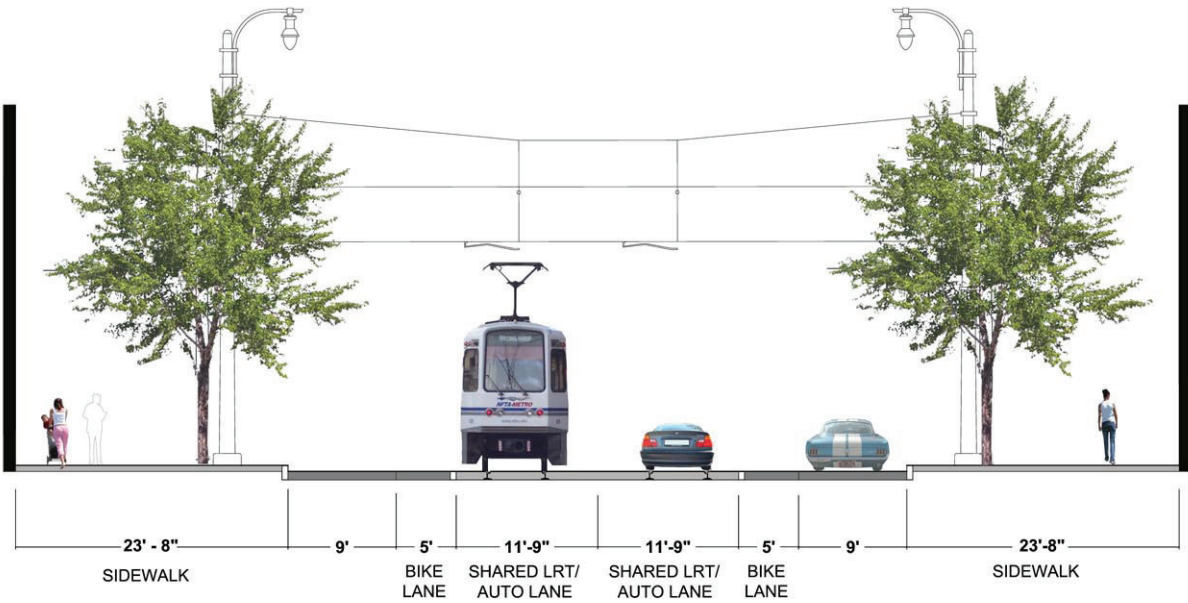 NFTA-METRO
23' - 8"
9'
5'
11'-9"
11'-9"
5'
9'
23'-8"
SIDEWALK
BIKE
LANE
SHARED LRT/
AUTO LANE
SHARED LRT/
AUTO LANE
BIKE
LANE
SIDEWALK